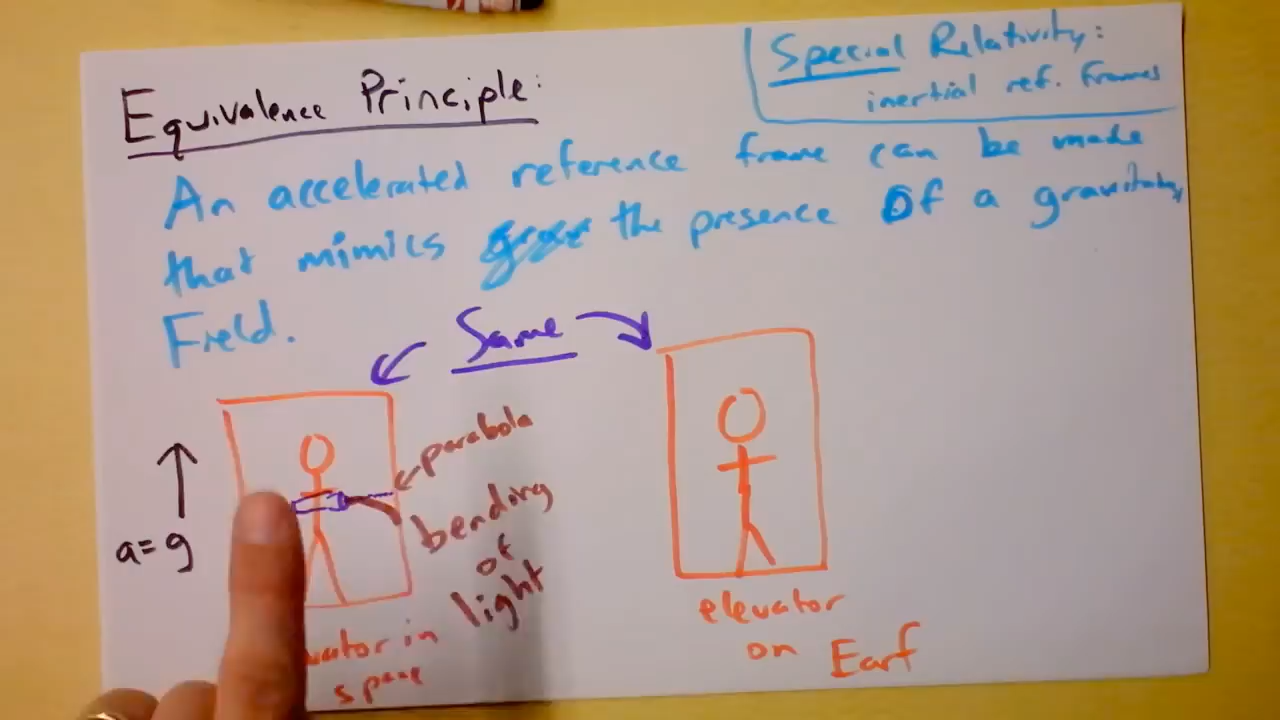 Equivalence Principle:
Special Relativity:
inertial ref. frames
An accelerated reference frame can be made
that mimics the presence of a gravitational
Field.
Same
parabola
bending
of
light
a=g
in
space
elevator
on Earf